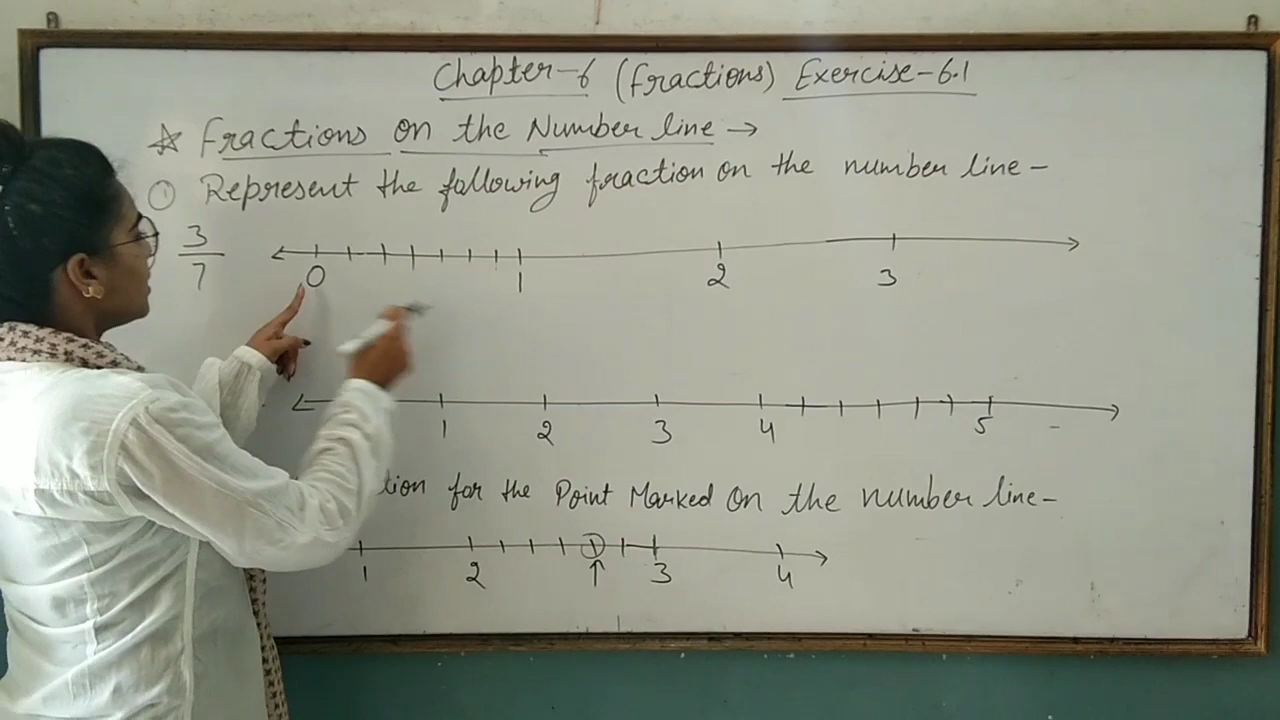 Chapter-6 (Fractions) Exercise-6.1
☆ Fractions on the Number line →
① Represent the following fraction on the number line-
3/7
0 1 2 3
1 2 3 4 5
for the Point Marked On the number line-
1 2 3 4